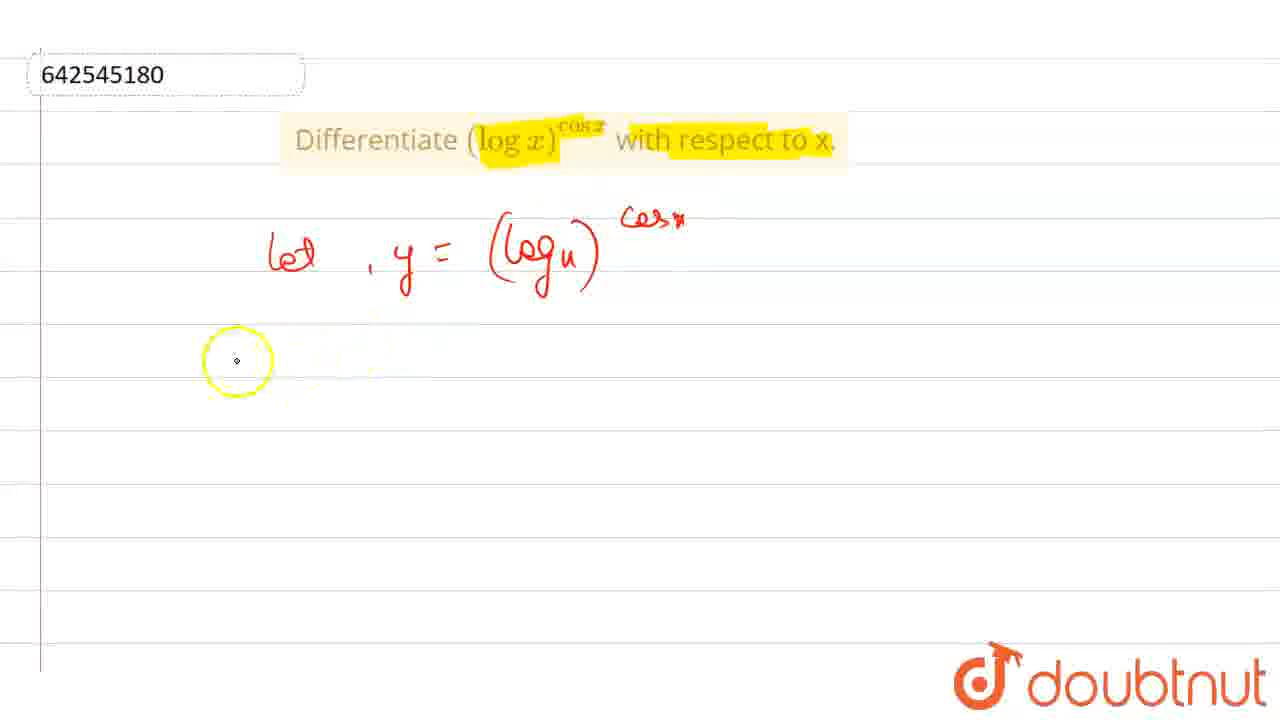 642545180
Differentiate (log x)^cos x with respect to x.
let , y = (log x)^cos x
doubtnut